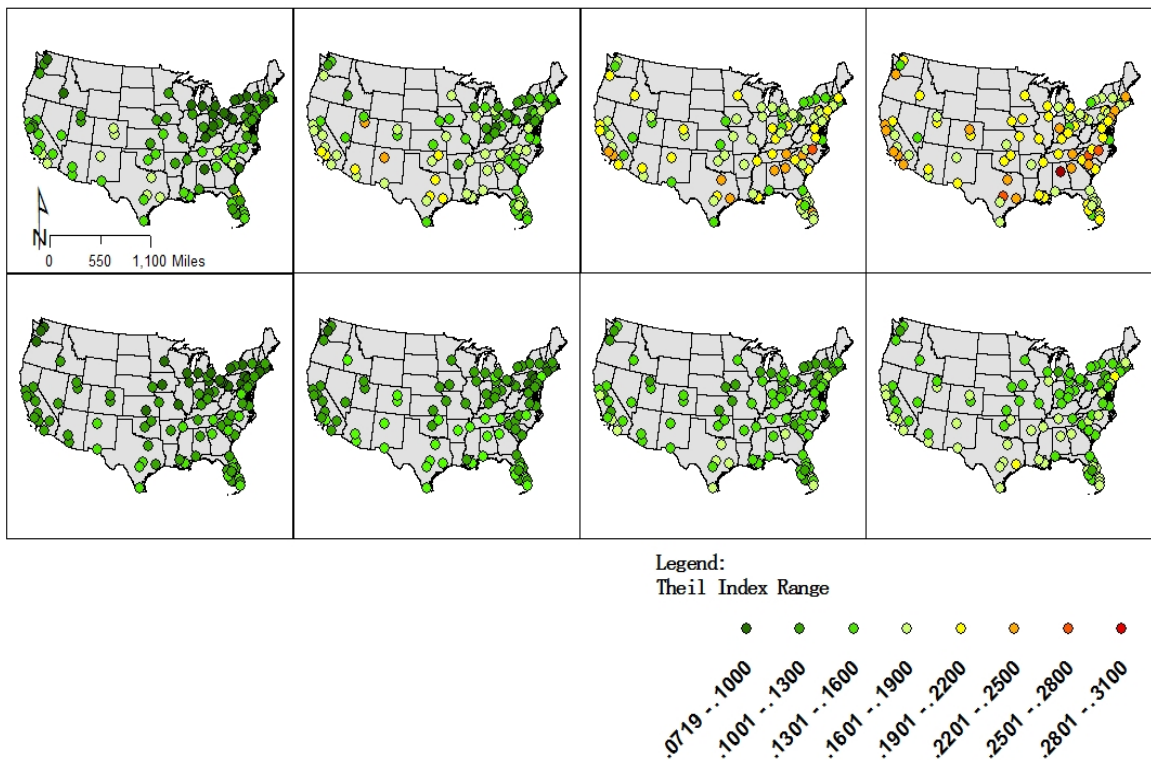 N
0 550 1,100 Miles
Legend:
Theil Index Range
.0719 - .1000
.1001 - .1300
.1301 - .1600
.1601 - .1900
.1901 - .2200
.2201 - .2500
.2501 - .2800
.2801 - .3100